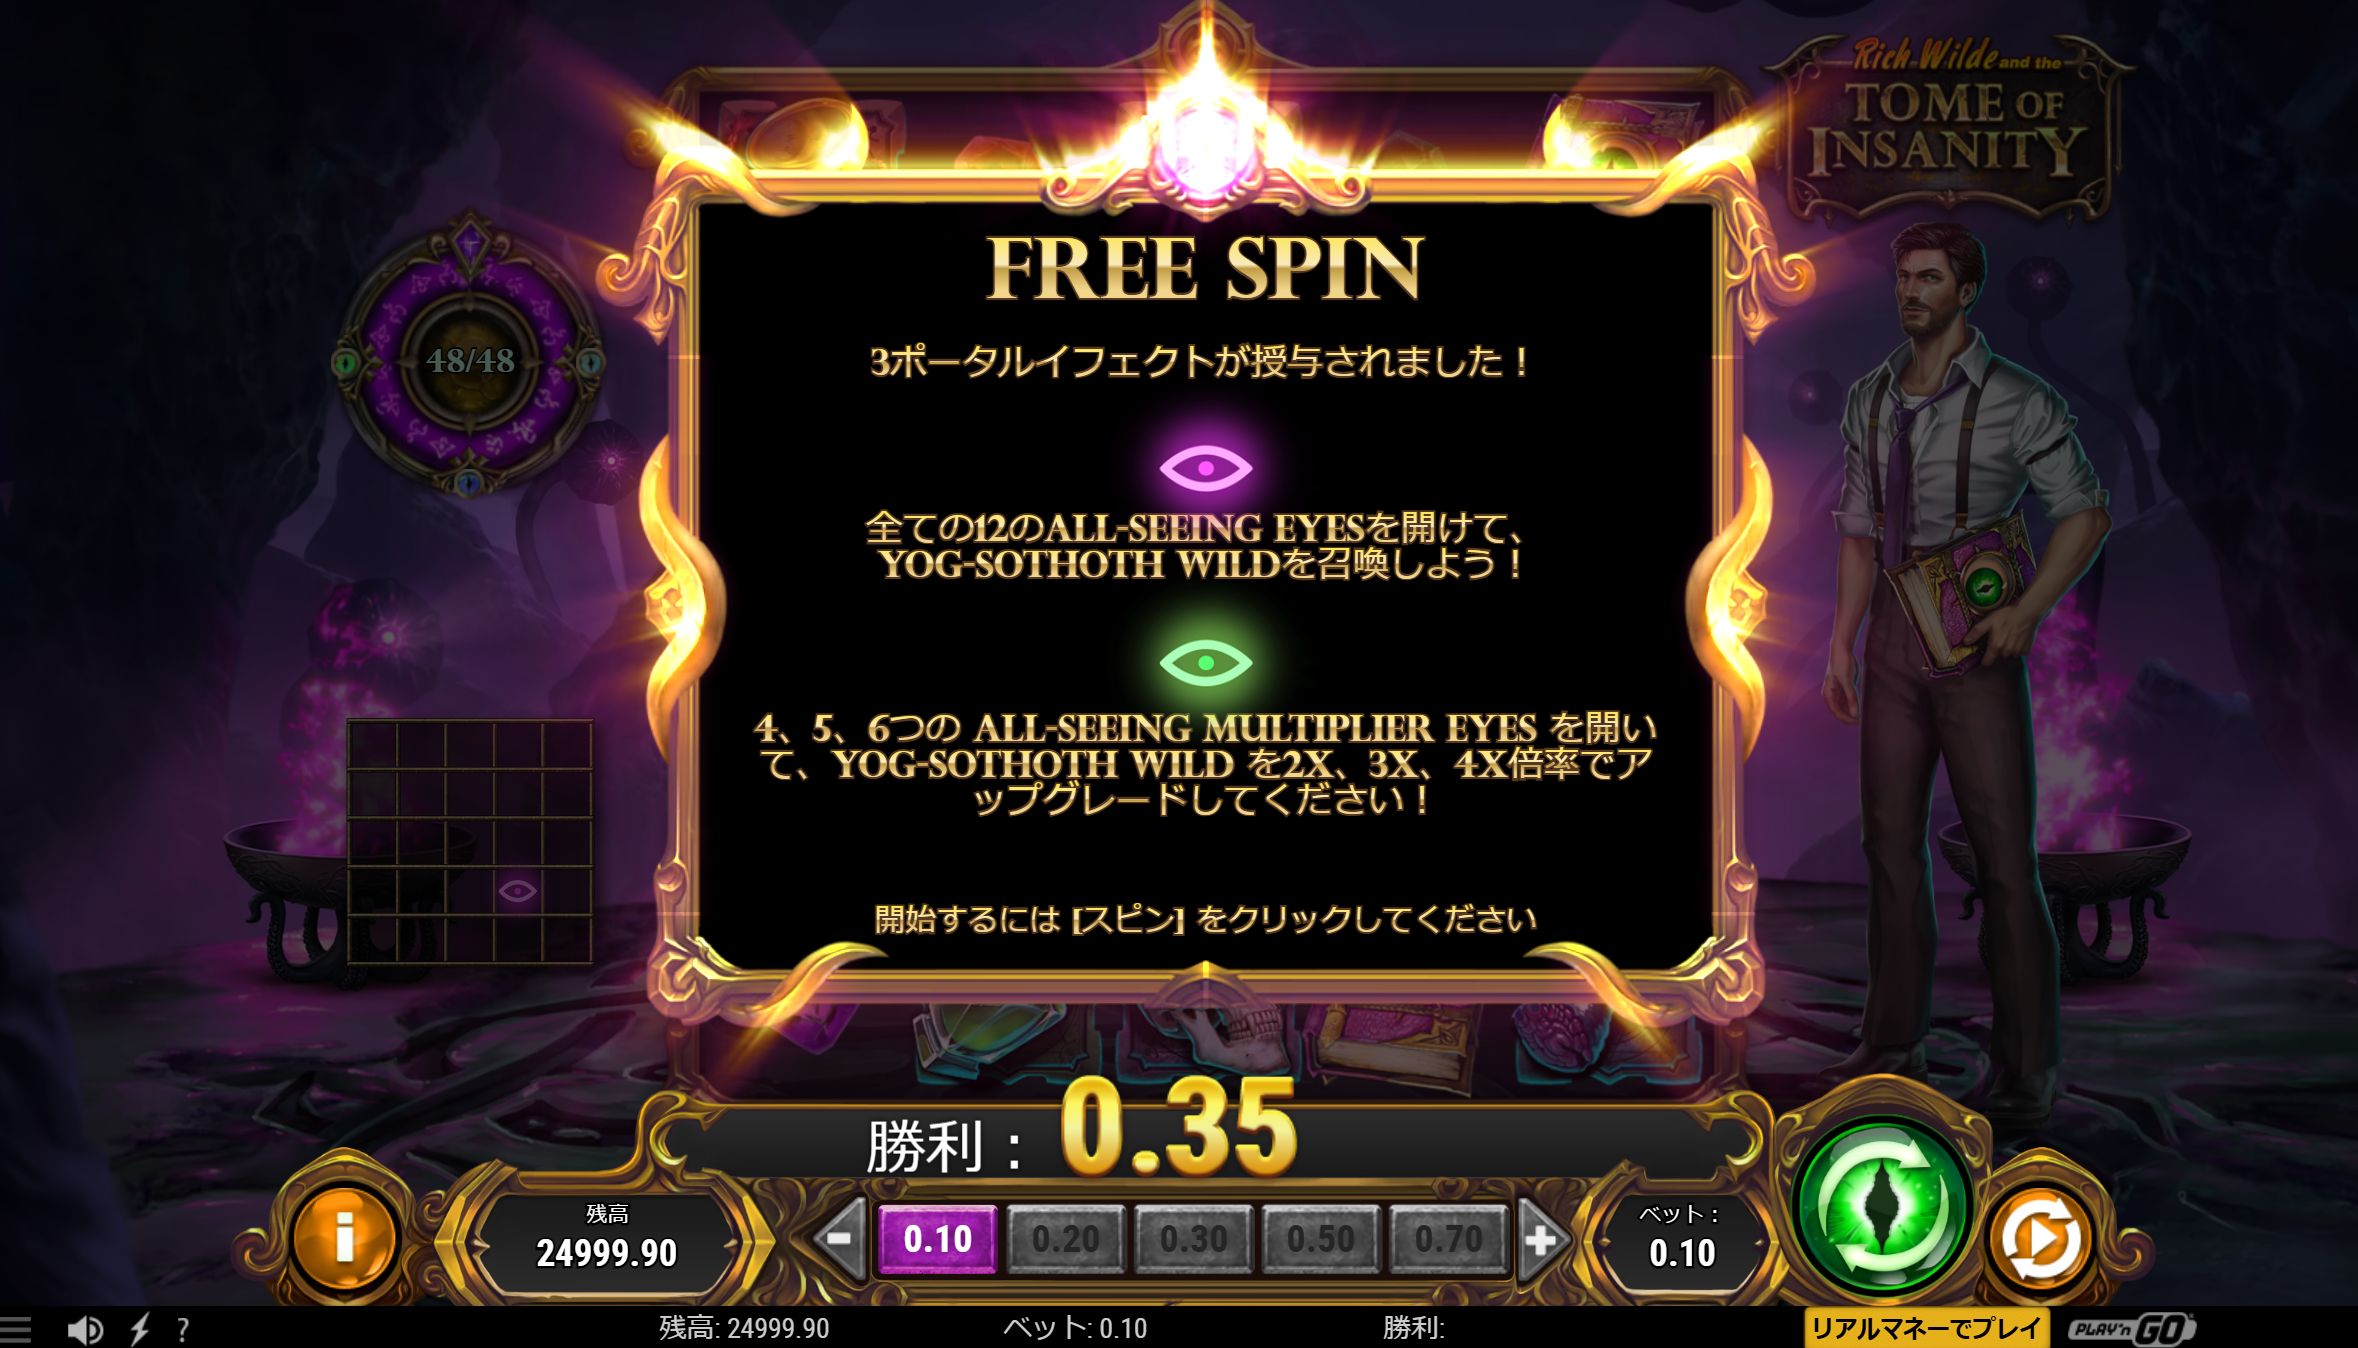 Rich Wilde and the
TOME OF
INSANITY
FREE SPIN
3ポータルイフェクトが授与されました！
48/48
全ての12のALL-SEEING EYESを開けて、
YOG-SOTHOTH WILDを召喚しよう！
4、5、6つの ALL-SEEING MULTIPLIER EYES を開い
て、YOG-SOTHOTH WILD を2X、3X、4X倍率でア
ップグレードしてください！
開始するには [スピン] をクリックしてください
勝利： 0.35
残高
24999.90
0.10 0.20 0.30 0.50 0.70
ベット：
0.10
残高: 24999.90 ベット: 0.10 勝利: リアルマネーでプレイ PLAY'n GO